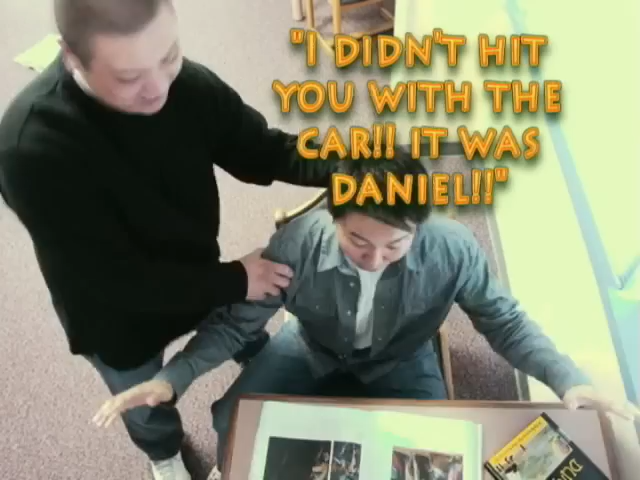 "I DIDN'T HIT
YOU WITH THE
CAR!! IT WAS
DANIEL!!"